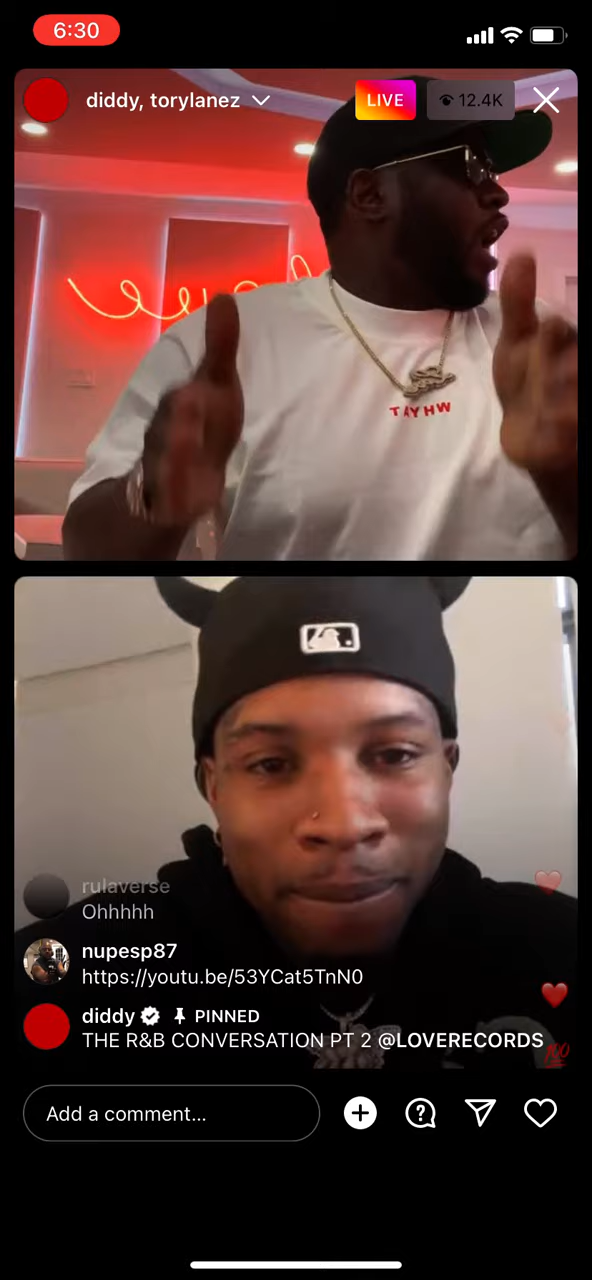 6:30
diddy, torylanez
LIVE
12.4K
TAYHW
rulaverse
Ohhhhh
nupesp87
https://youtu.be/53YCat5TnN0
diddy PINNED
THE R&B CONVERSATION PT 2 @LOVERECORDS
100
Add a comment...